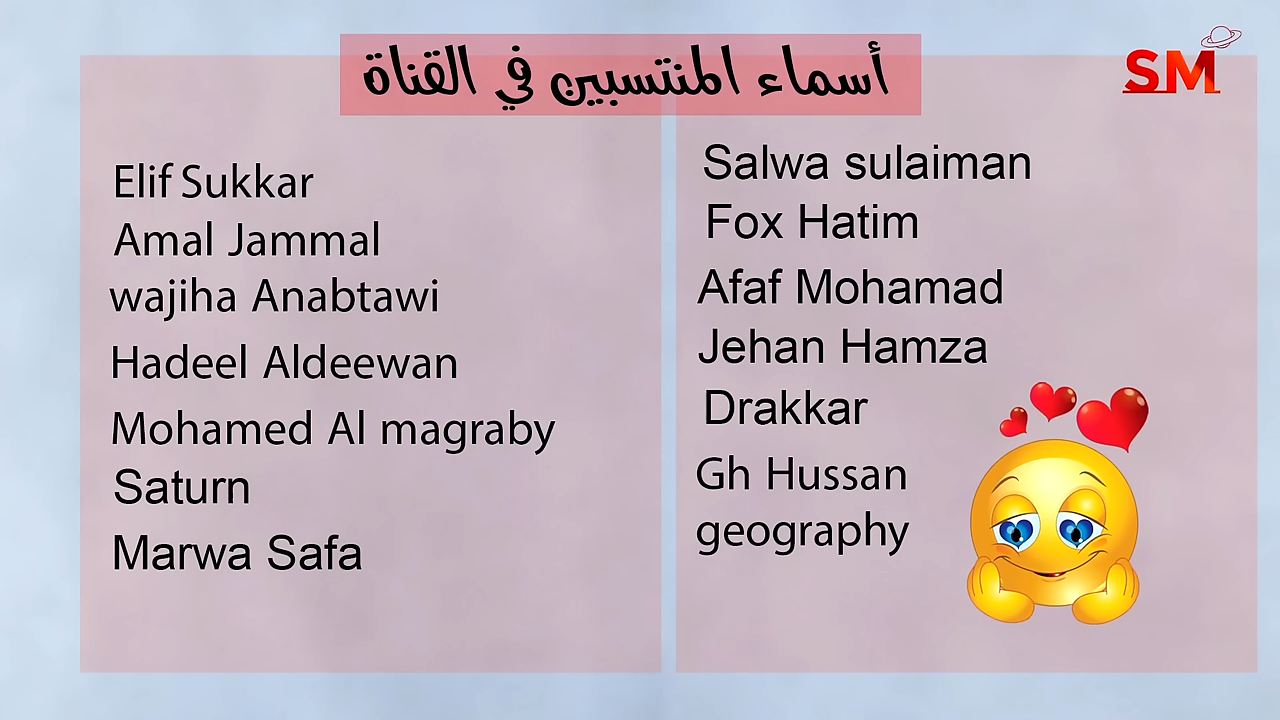 أسماء المنتسبين في القناة
SM
Elif Sukkar
Amal Jammal
wajiha Anabtawi
Hadeel Aldeewan
Mohamed Al magraby
Saturn
Marwa Safa
Salwa sulaiman
Fox Hatim
Afaf Mohamad
Jehan Hamza
Drakkar
Gh Hussan
geography